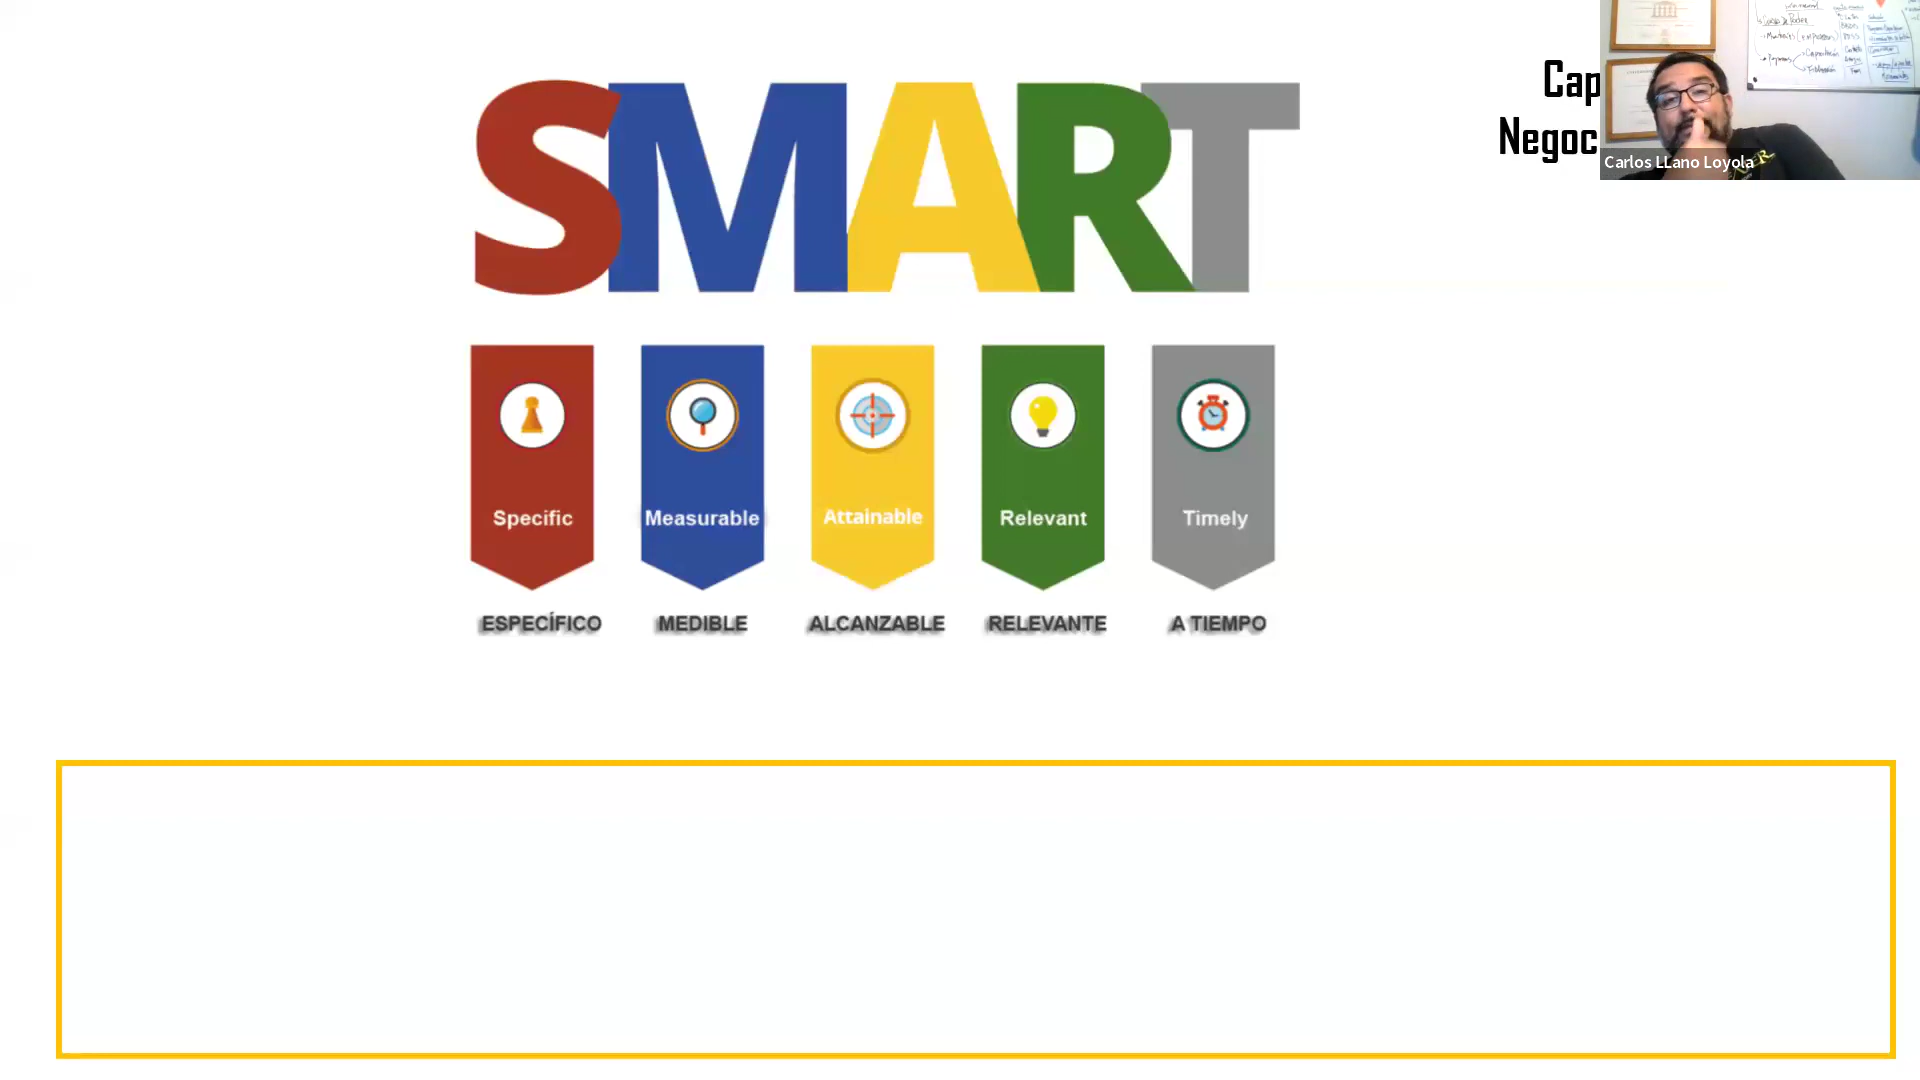 SMART
Cap
Negoc
Carlos LLano Loyola
Specific
Measurable
Attainable
Relevant
Timely
ESPECÍFICO
MEDIBLE
ALCANZABLE
RELEVANTE
A TIEMPO